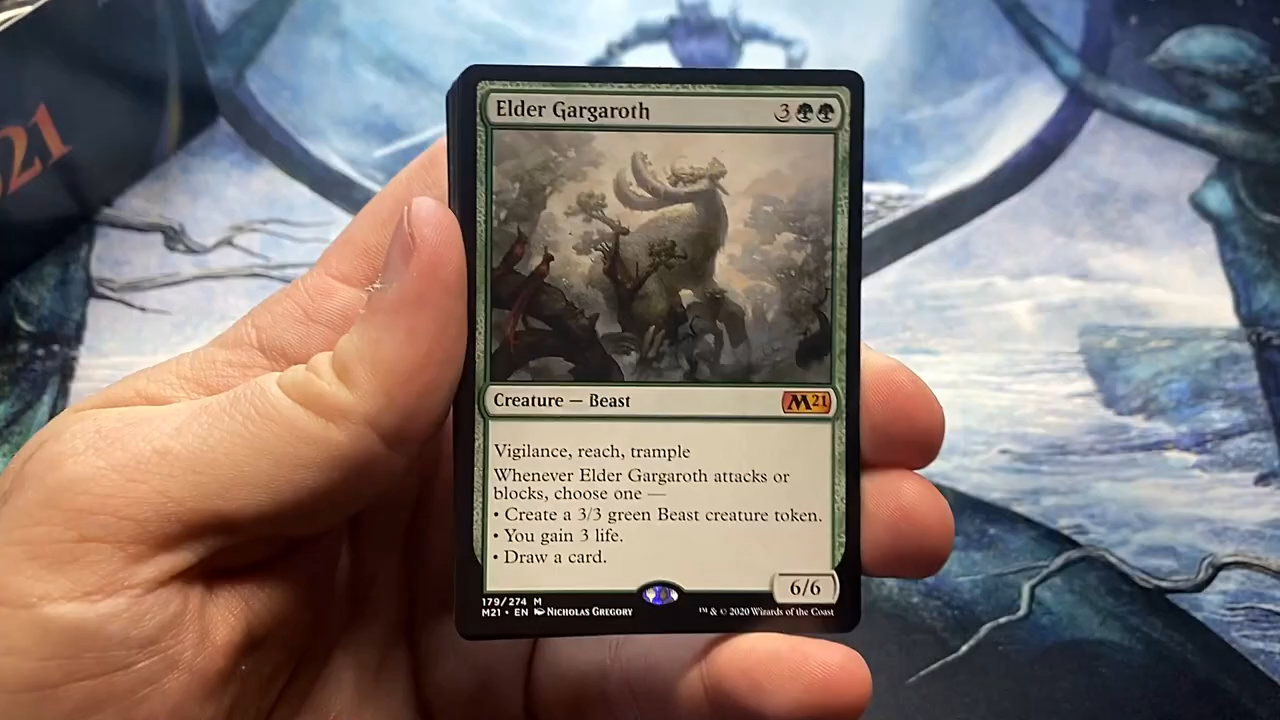 21
Elder Gargaroth 3
Creature — Beast M21
Vigilance, reach, trample
Whenever Elder Gargaroth attacks or
blocks, choose one —
• Create a 3/3 green Beast creature token.
• You gain 3 life.
• Draw a card.
6/6
179/274 M
M21 • EN Nicholas Gregory ™ & © 2020 Wizards of the Coast